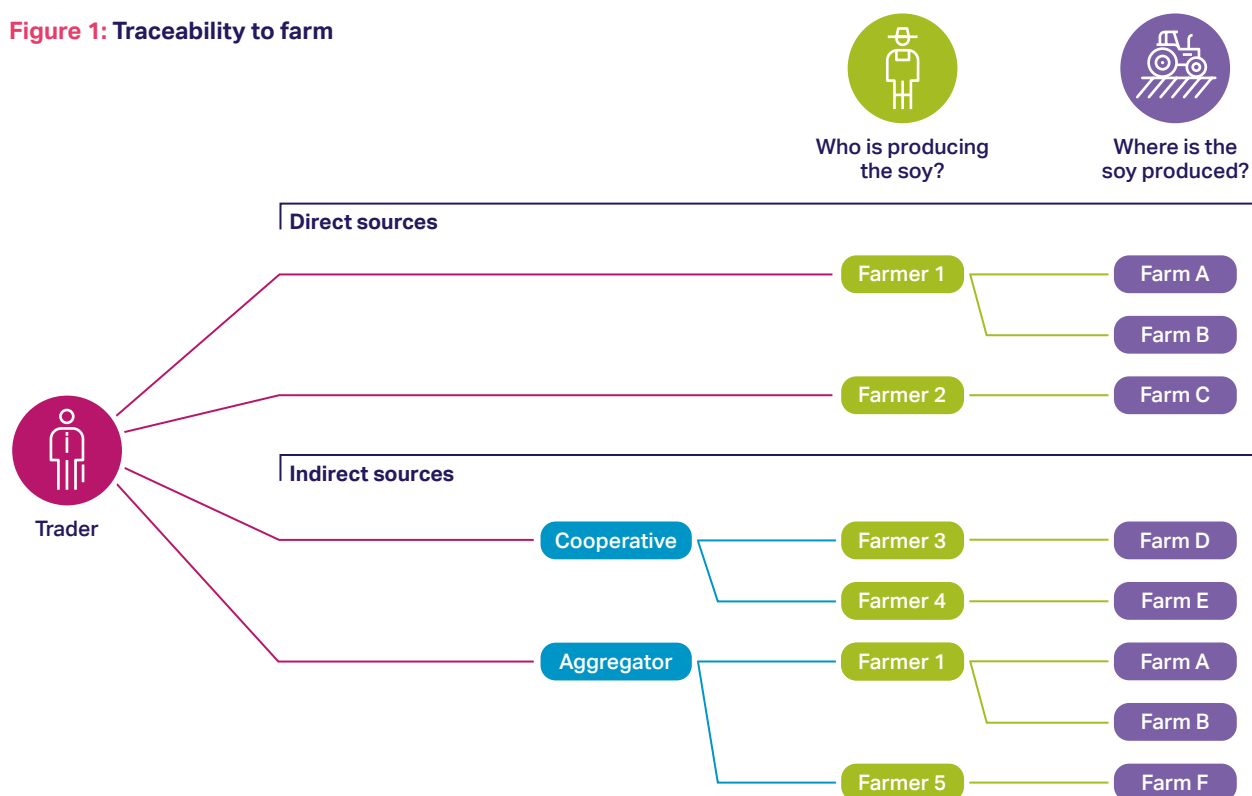 Figure 1: Traceability to farm
Who is producing
the soy?
Where is the
soy produced?
Direct sources
Farmer 1
Farm A
Farm B
Farmer 2
Farm C
Trader
Indirect sources
Cooperative
Farmer 3
Farm D
Farmer 4
Farm E
Aggregator
Farmer 1
Farm A
Farm B
Farmer 5
Farm F